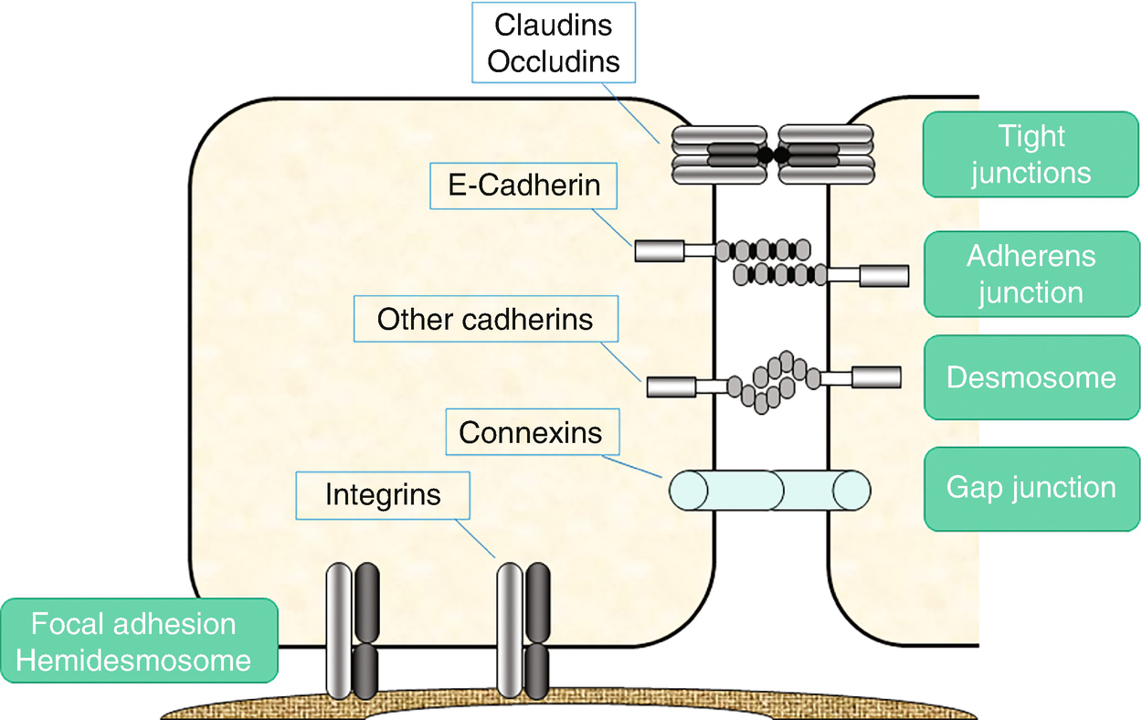 Claudins
Occludins
Tight
junctions
E-Cadherin
Adherens
junction
Other cadherins
Desmosome
Connexins
Gap junction
Integrins
Focal adhesion
Hemidesmosome